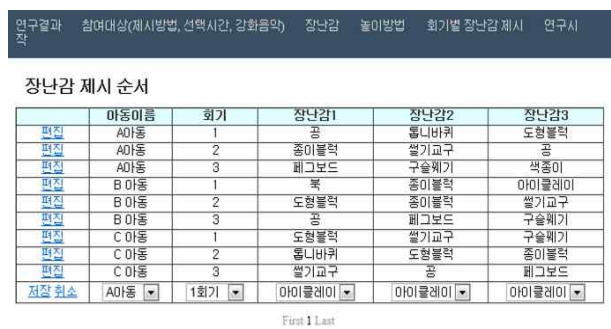 연구결과 참여대상(제시방법, 선택시간, 강화음악) 장난감 놀이방법 회기별 장난감 제시 연구시
작
장난감 제시 순서
아동이름 회기 장난감1 장난감2 장난감3
편집 A아동 1 공 톱니바퀴 도형블럭
편집 A아동 2 종이블럭 썰기교구 공
편집 A아동 3 페그보드 구슬꿰기 색종이
편집 B 아동 1 북 종이블럭 아이클레이
편집 B 아동 2 도형블럭 종이블럭 썰기교구
편집 B 아동 3 공 페그보드 구슬꿰기
편집 C 아동 1 도형블럭 썰기교구 구슬꿰기
편집 C 아동 2 톱니바퀴 도형블럭 종이블럭
편집 C 아동 3 썰기교구 공 페그보드
저장 취소 A아동 1회기 아이클레이 아이클레이 아이클레이
First 1 Last